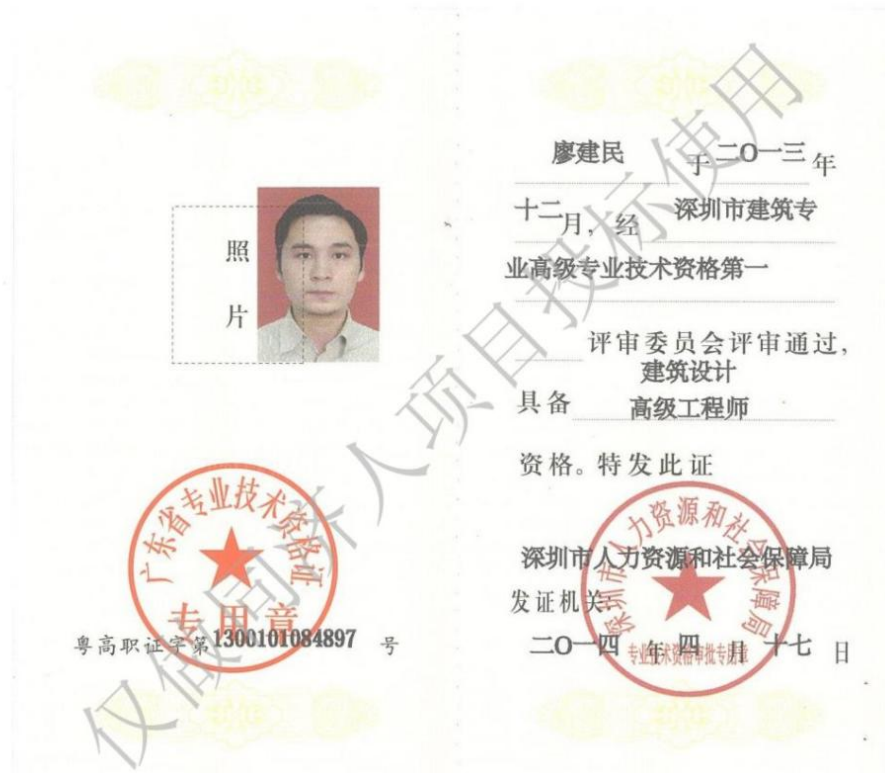 照
片
广东省专业技术资格证
专用章
粤高职证字第1300101084897 号
廖建民 于二〇一三年
十二月，经 深圳市建筑专
业高级专业技术资格第一
评审委员会评审通过，
建筑设计
具备 高级工程师
资格。特发此证
深圳市人力资源和社会保障局
深圳市人力资源和社会保障局
发证机关：
二〇一四 年 四 月 十七 日
专业技术资格审批专用章
仅做同济人项目投标使用